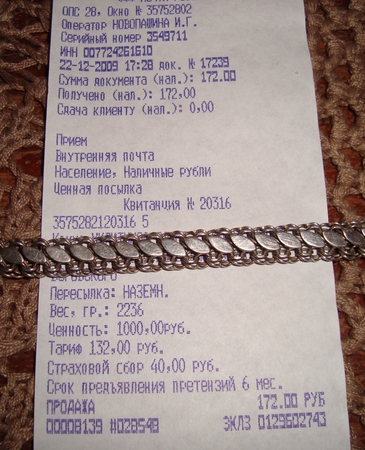 ОПС 28. Окно № 35752802
Оператор НОВОПАШИНА И.Г.
Серийный номер 3549711
ИНН 007724261610
22-12-2009 17:28 док. № 17239
Сумма документа (нал.): 172.00
Получено (нал.): 172,00
Сдача клиенту (нал.): 0,00
Прием
Внутренняя почта
Население, Наличные рубли
Ценная посылка
Квитанция № 20316
3575282120316 5
Пересылка: НАЗЕМН.
Вес, гр.: 2236
Ценность: 1000,00руб.
Тариф 132,00 руб.
Страховой сбор 40,00 руб.
Срок предъявления претензий 6 мес.
ПРОДАЖА 172.00 РУБ
00008139 #028548 ЭКЛЗ 0129602743